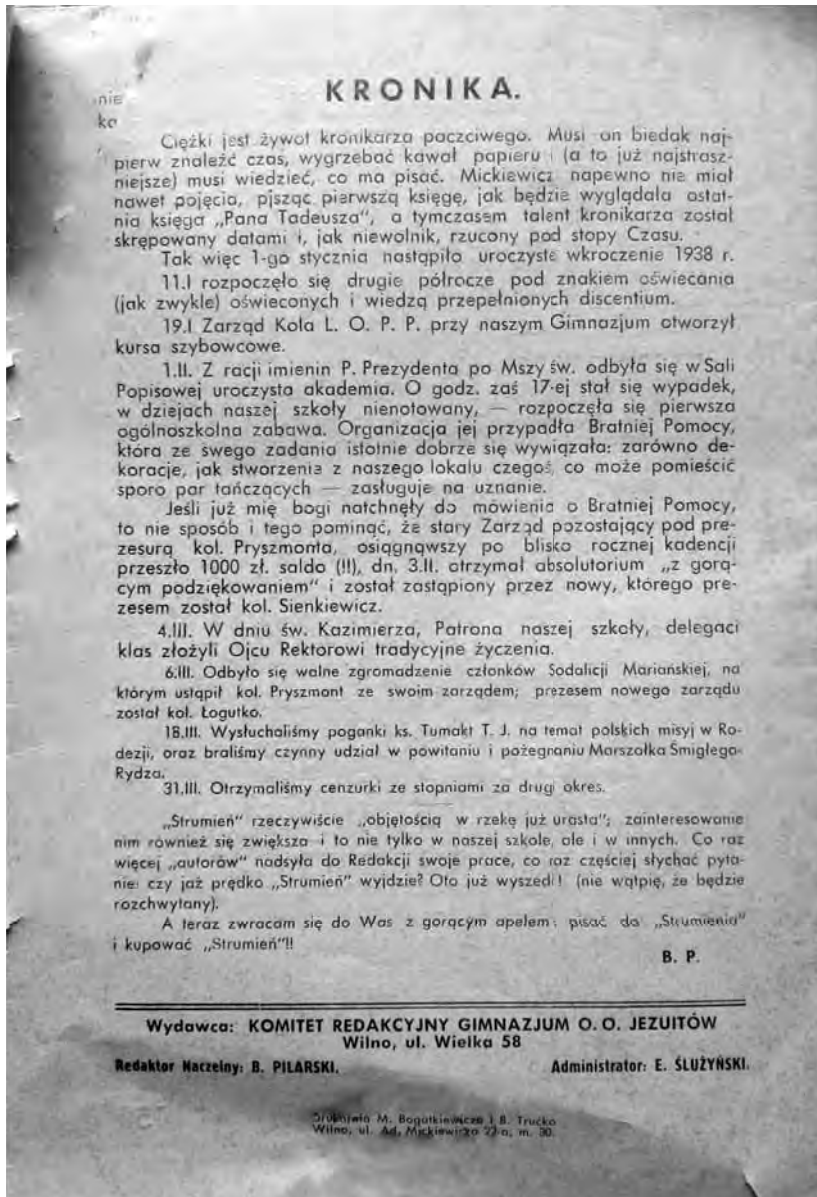 nie
ko
KRONIKA.
Ciężki jest żywot kronikarza poczciwego. Musi on biedak naj-
pierw znaleźć czas, wygrzebać kawał papieru i (a to już najstrasz-
niejsze) musi wiedzieć, co ma pisać. Mickiewicz napewno nie miał
nawet pojęcia, pisząc pierwszą księgę, jak będzie wyglądała ostat-
nia księga „Pana Tadeusza", a tymczasem talent kronikarza został
skrępowany datami i, jak niewolnik, rzucony pod stopy Czasu.
Tak więc 1-go stycznia nastąpiło uroczyste wkroczenie 1938 r.
11.I rozpoczęło się drugie półrocze pod znakiem oświecania
(jak zwykle) oświeconych i wiedzą przepełnionych discentium.
19.I Zarząd Koła L. O. P. P. przy naszym Gimnazjum otworzył
kursa szybowcowe.
1.II. Z racji imienin P. Prezydenta po Mszy św. odbyła się w Sali
Popisowej uroczysta akademia. O godz. zaś 17-ej stał się wypadek,
w dziejach naszej szkoły nienotowany, — rozpoczęła się pierwsza
ogólnoszkolna zabawa. Organizacja jej przypadła Bratniej Pomocy,
która ze swego zadania istotnie dobrze się wywiązała: zarówno de-
koracje, jak stworzenie z naszego lokalu czegoś, co może pomieścić
sporo par tańczących — zasługuje na uznanie.
Jeśli już mię bogi natchnęły do mówienia o Bratniej Pomocy,
to nie sposób i tego pominąć, że stary Zarząd pozostający pod pre-
zesurą kol. Pryszmonta, osiągnąwszy po blisko rocznej kadencji
przeszło 1000 zł. saldo (!!), dn. 3.II. otrzymał absolutorium „z gorą-
cym podziękowaniem" i został zastąpiony przez nowy, którego pre-
zesem został kol. Sienkiewicz.
4.III. W dniu św. Kazimierza, Patrona naszej szkoły, delegaci
klas złożyli Ojcu Rektorowi tradycyjne życzenia.
6.III. Odbyło się walne zgromadzenie członków Sodalicji Mariańskiej, na
którym ustąpił kol. Pryszmont ze swoim zarządem; prezesem nowego zarządu
został kol. Łogutko.
18.III. Wysłuchaliśmy poganki ks. Tumakt T. J. na temat polskich misyj w Ro-
dezji, oraz braliśmy czynny udział w powitaniu i pożegnaniu Marszałka Śmigłego-
Rydza.
31.III. Otrzymaliśmy cenzurki ze stopniami za drugi okres.
„Strumień" rzeczywiście „objętością w rzekę już urasta"; zainteresowanie
nim również się zwiększa i to nie tylko w naszej szkole, ale i w innych. Co raz
więcej „autorów" nadsyła do Redakcji swoje prace, co raz częściej słychać pyta-
nie: czy jaż prędko „Strumień" wyjdzie? Oto już wyszedł! (nie wątpię, że będzie
rozchwytany).
A teraz zwracam się do Was z gorącym apelem: pisać do „Strumienia"
i kupować „Strumień"!!
B. P.
Wydawca: KOMITET REDAKCYJNY GIMNAZJUM O. O. JEZUITÓW
Wilno, ul. Wielka 58
Redaktor Naczelny: B. PILARSKI.
Administrator: E. ŚLUŻYŃSKI.
Drukarnia M. Bogatkiewicza i B. Trucko
Wilno, ul. Ad. Mickiewicza m. 30.